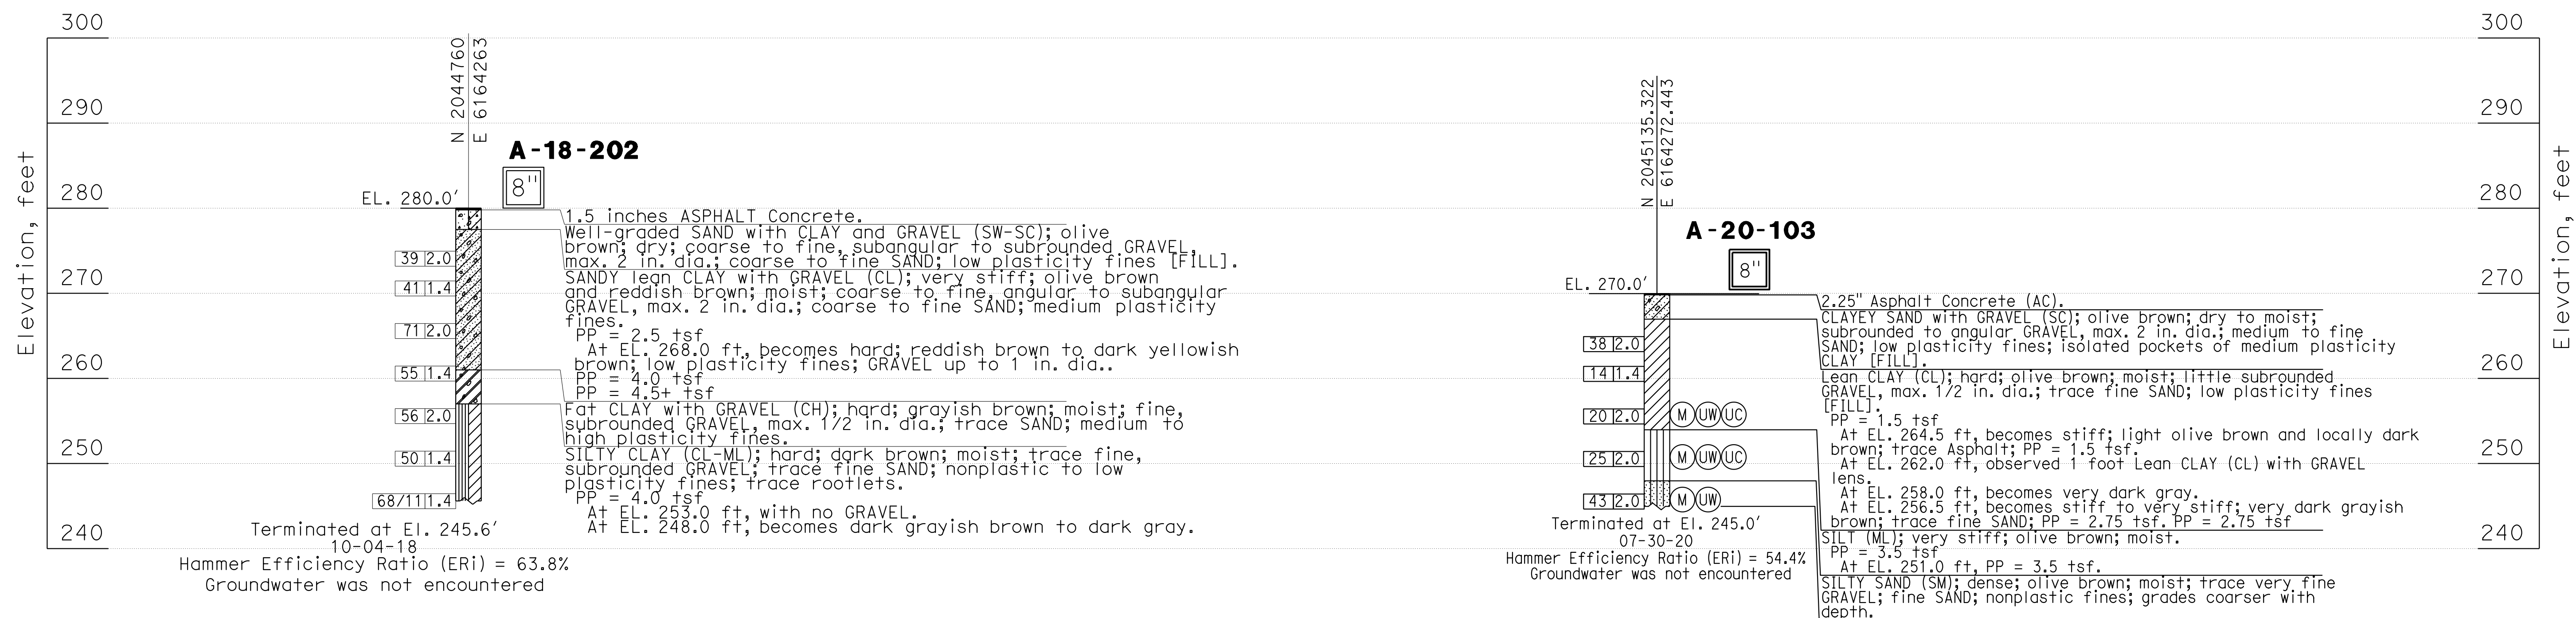 300
290
280
270
260
250
240
Elevation, feet
N 2044760
E 6164263
A-18-202
8"
EL. 280.0'
39 2.0
41 1.4
71 2.0
55 1.4
56 2.0
50 1.4
68/11 1.4
1.5 inches ASPHALT Concrete.
Well-graded SAND with CLAY and GRAVEL (SW-SC); olive
brown; dry; coarse to fine, subangular to subrounded GRAVEL,
max. 2 in. dia.; coarse to fine SAND; low plasticity fines [FILL].
SANDY lean CLAY with GRAVEL (CL); very stiff; olive brown
and reddish brown; moist; coarse to fine, angular to subangular
GRAVEL, max. 2 in. dia.; coarse to fine SAND; medium plasticity
fines.
PP = 2.5 tsf
At EL. 268.0 ft, becomes hard; reddish brown to dark yellowish
brown; low plasticity fines; GRAVEL up to 1 in. dia..
PP = 4.0 tsf
PP = 4.5+ tsf
Fat CLAY with GRAVEL (CH); hard; grayish brown; moist; fine,
subrounded GRAVEL, max. 1/2 in. dia.; trace SAND; medium to
high plasticity fines.
SILTY CLAY (CL-ML); hard; dark brown; moist; trace fine,
subrounded GRAVEL; trace fine SAND; nonplastic to low
plasticity fines; trace rootlets.
PP = 4.0 tsf
At EL. 253.0 ft, with no GRAVEL.
At EL. 248.0 ft, becomes dark grayish brown to dark gray.
Terminated at El. 245.6'
10-04-18
Hammer Efficiency Ratio (ERi) = 63.8%
Groundwater was not encountered
N 2045135.322
E 6164272.443
A-20-103
8"
EL. 270.0'
38 2.0
14 1.4
20 2.0
M UW UC
25 2.0
M UW UC
43 2.0
M UW
2.25" Asphalt Concrete (AC).
CLAYEY SAND with GRAVEL (SC); olive brown; dry to moist;
subrounded to angular GRAVEL, max. 2 in. dia.; medium to fine
SAND; low plasticity fines; isolated pockets of medium plasticity
CLAY [FILL].
Lean CLAY (CL); hard; olive brown; moist; little subrounded
GRAVEL, max. 1/2 in. dia.; trace fine SAND; low plasticity fines
[FILL].
PP = 1.5 tsf
At EL. 264.5 ft, becomes stiff; light olive brown and locally dark
brown; trace Asphalt; PP = 1.5 tsf.
At EL. 262.0 ft, observed 1 foot Lean CLAY (CL) with GRAVEL
lens.
At EL. 258.0 ft, becomes very dark gray.
At EL. 256.5 ft, becomes stiff to very stiff; very dark grayish
brown; trace fine SAND; PP = 2.75 tsf. PP = 2.75 tsf
SILT (ML); very stiff; olive brown; moist.
PP = 3.5 tsf
At EL. 251.0 ft, PP = 3.5 tsf.
SILTY SAND (SM); dense; olive brown; moist; trace very fine
GRAVEL; fine SAND; nonplastic fines; grades coarser with
depth.
Terminated at El. 245.0'
07-30-20
Hammer Efficiency Ratio (ERi) = 54.4%
Groundwater was not encountered
300
290
280
270
260
250
240
Elevation, feet